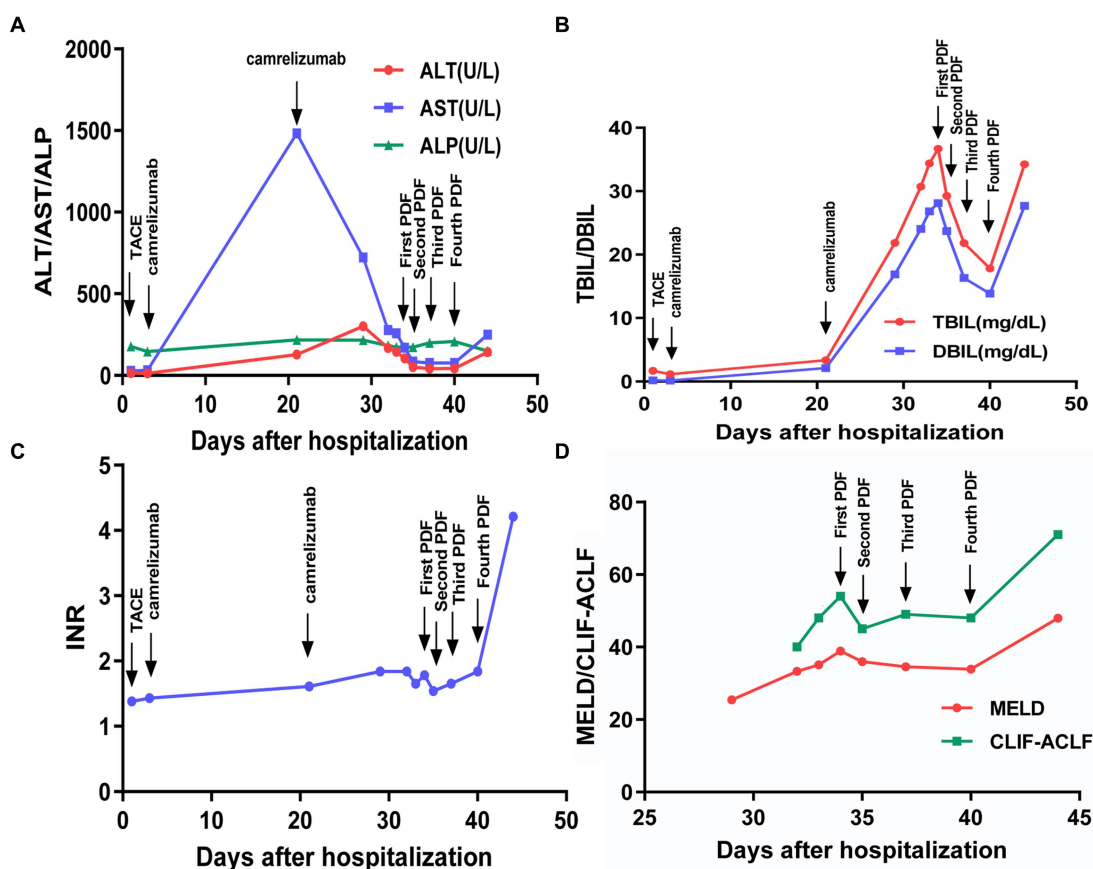 A
ALT/AST/ALP
2000
1500
1000
500
0
0 10 20 30 40 50
Days after hospitalization
TACE
camrelizumab
camrelizumab
First PDF
Second PDF
Third PDF
Fourth PDF
ALT(U/L)
AST(U/L)
ALP(U/L)
B
TBIL/DBIL
40
30
20
10
0
0 10 20 30 40 50
Days after hospitalization
TACE
camrelizumab
camrelizumab
First PDF
Second PDF
Third PDF
Fourth PDF
TBIL(mg/dL)
DBIL(mg/dL)
C
INR
5
4
3
2
1
0
0 10 20 30 40 50
Days after hospitalization
TACE
camrelizumab
camrelizumab
First PDF
Second PDF
Third PDF
Fourth PDF
D
MELD/CLIF-ACLF
80
60
40
20
0
25 30 35 40 45
Days after hospitalization
First PDF
Second PDF
Third PDF
Fourth PDF
MELD
CLIF-ACLF